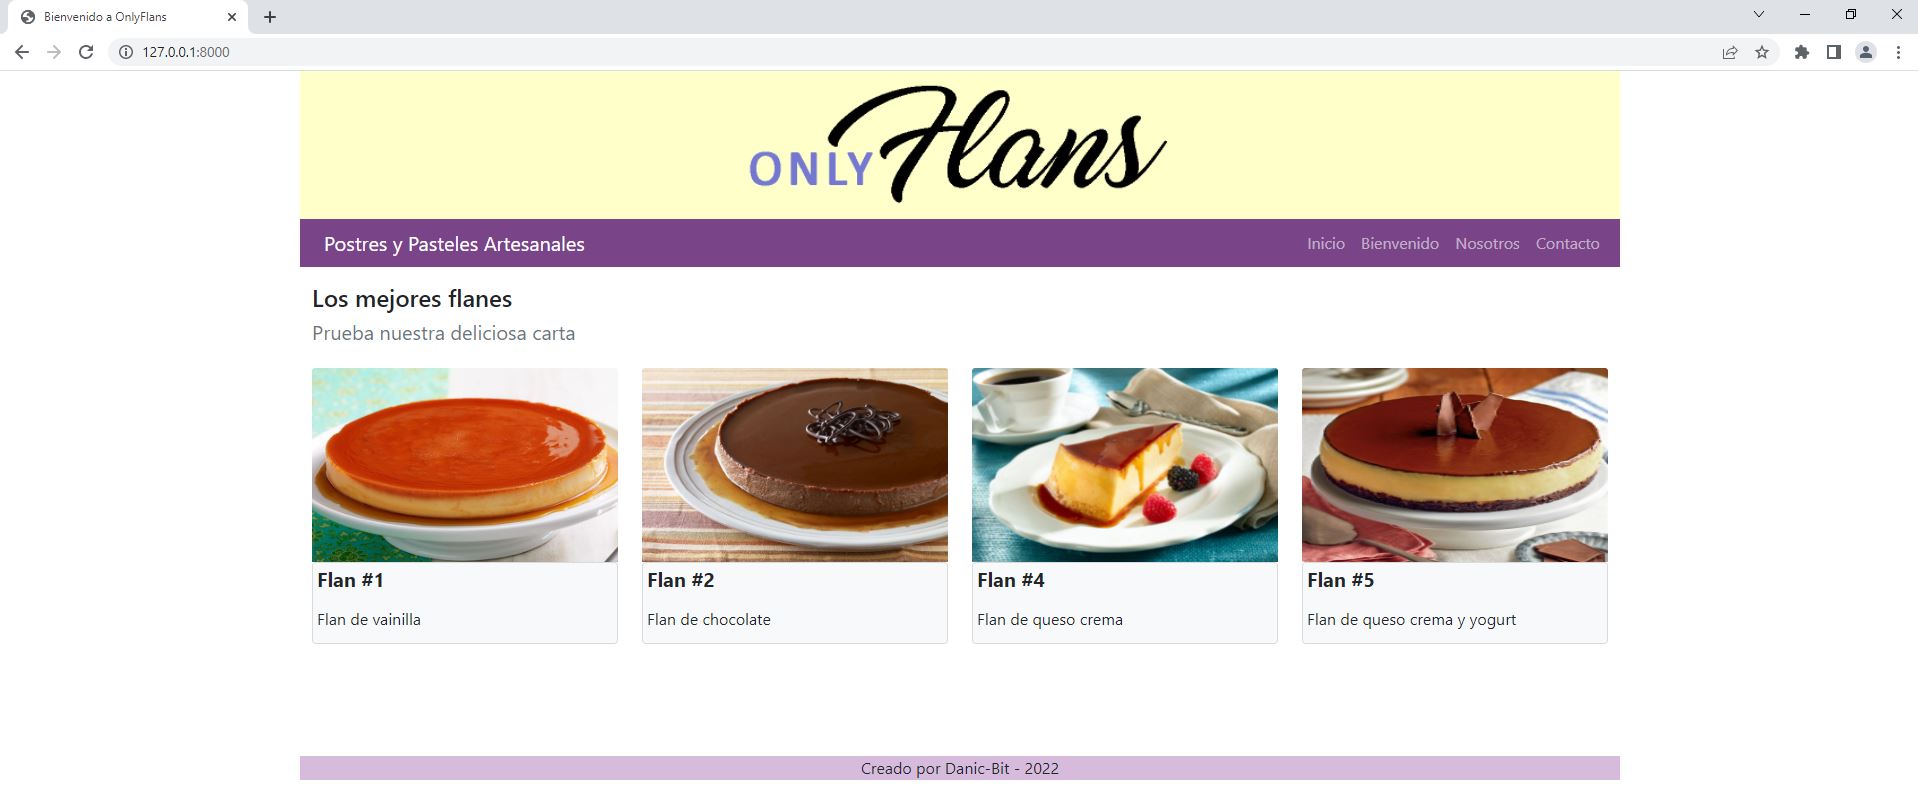 Bienvenido a OnlyFlans
127.0.0.1:8000
ONLY Flans
Postres y Pasteles Artesanales
Inicio Bienvenido Nosotros Contacto
Los mejores flanes
Prueba nuestra deliciosa carta
Flan #1
Flan de vainilla
Flan #2
Flan de chocolate
Flan #4
Flan de queso crema
Flan #5
Flan de queso crema y yogurt
Creado por Danic-Bit - 2022